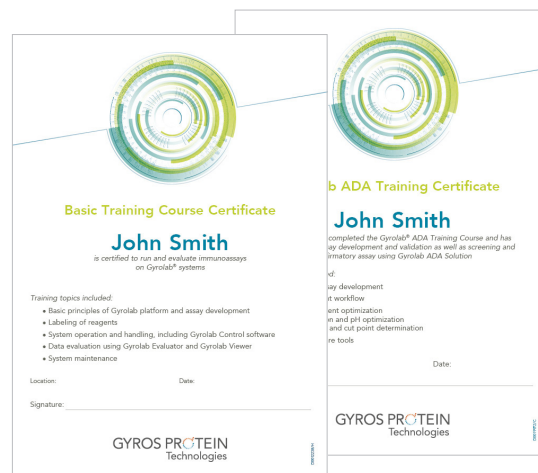 Basic Training Course Certificate
John Smith
is certified to run and evaluate immunoassays
on Gyrolab® systems
Training topics included:
• Basic principles of Gyrolab platform and assay development
• Labeling of reagents
• System operation and handling, including Gyrolab Control software
• Data evaluation using Gyrolab Evaluator and Gyrolab Viewer
• System maintenance
Location: Date:
Signature:
GYROS PROTEIN
Technologies
b ADA Training Certificate
John Smith
completed the Gyrolab® ADA Training Course and has
ay development and validation as well as screening and
irmatory assay using Gyrolab ADA Solution
ed:
say development
t workflow
ent optimization
on and pH optimization
and cut point determination
re tools
Date:
GYROS PROTEIN
Technologies